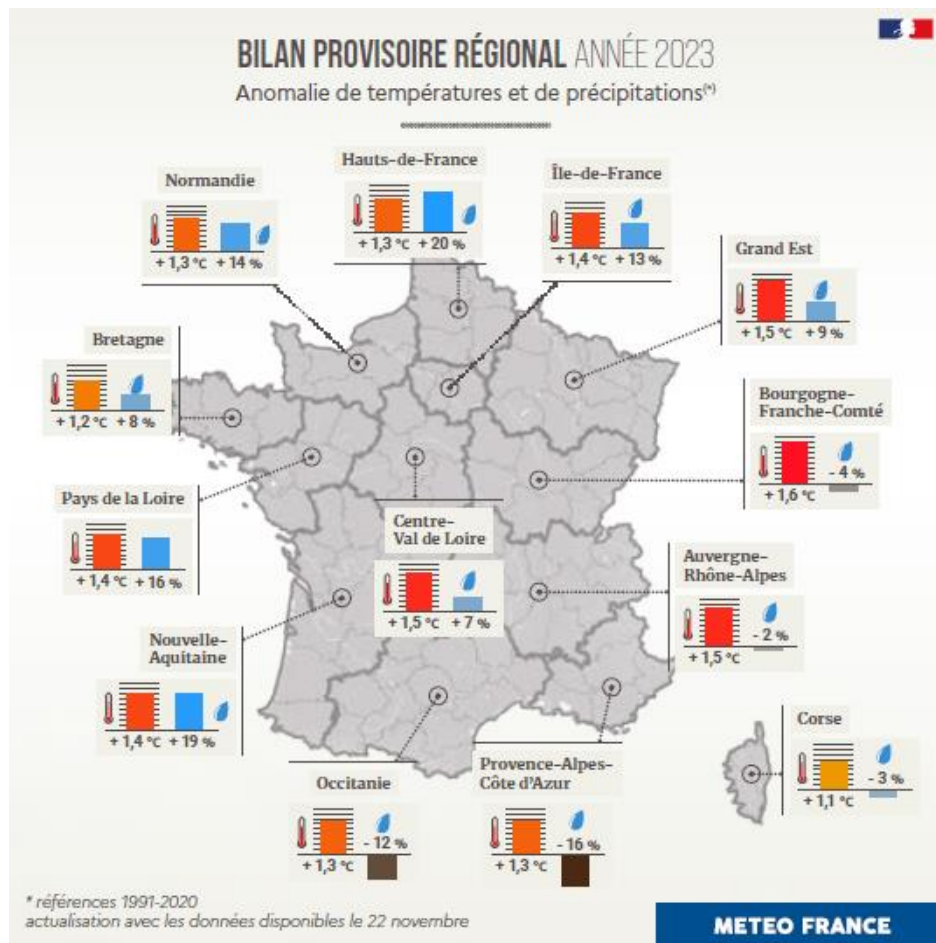 BILAN PROVISOIRE RÉGIONAL ANNÉE 2023
Anomalie de températures et de précipitations(*)
Hauts-de-France
+ 1,3 °C + 20 %
Normandie
+ 1,3 °C + 14 %
Île-de-France
+ 1,4 °C + 13 %
Grand Est
+ 1,5 °C + 9 %
Bretagne
+ 1,2 °C + 8 %
Bourgogne-
Franche-Comté
- 4 %
+ 1,6 °C
Pays de la Loire
+ 1,4 °C + 16 %
Centre-
Val de Loire
+ 1,5 °C + 7 %
Auvergne-
Rhône-Alpes
- 2 %
+ 1,5 °C
Nouvelle-
Aquitaine
+ 1,4 °C + 19 %
Corse
- 3 %
+ 1,1 °C
Occitanie
- 12 %
+ 1,3 °C
Provence-Alpes-
Côte d'Azur
- 16 %
+ 1,3 °C
* références 1991-2020
actualisation avec les données disponibles le 22 novembre
METEO FRANCE